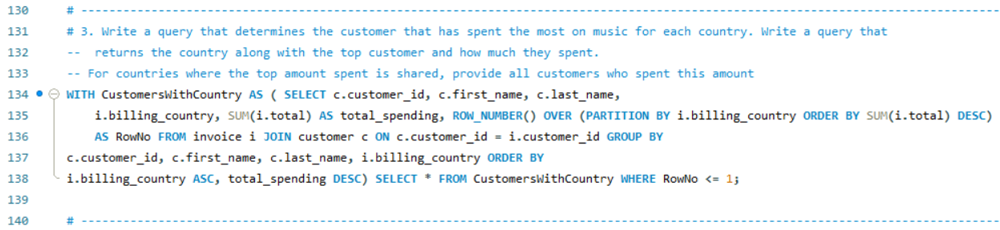 130 # --------------------------------------------------------------------------------------------------------------------------------
131 # 3. Write a query that determines the customer that has spent the most on music for each country. Write a query that
132 -- returns the country along with the top customer and how much they spent.
133 -- For countries where the top amount spent is shared, provide all customers who spent this amount
134 WITH CustomersWithCountry AS ( SELECT c.customer_id, c.first_name, c.last_name,
135 i.billing_country, SUM(i.total) AS total_spending, ROW_NUMBER() OVER (PARTITION BY i.billing_country ORDER BY SUM(i.total) DESC)
136 AS RowNo FROM invoice i JOIN customer c ON c.customer_id = i.customer_id GROUP BY
137 c.customer_id, c.first_name, c.last_name, i.billing_country ORDER BY
138 i.billing_country ASC, total_spending DESC) SELECT * FROM CustomersWithCountry WHERE RowNo <= 1;
139
140 # --------------------------------------------------------------------------------------------------------------------------------